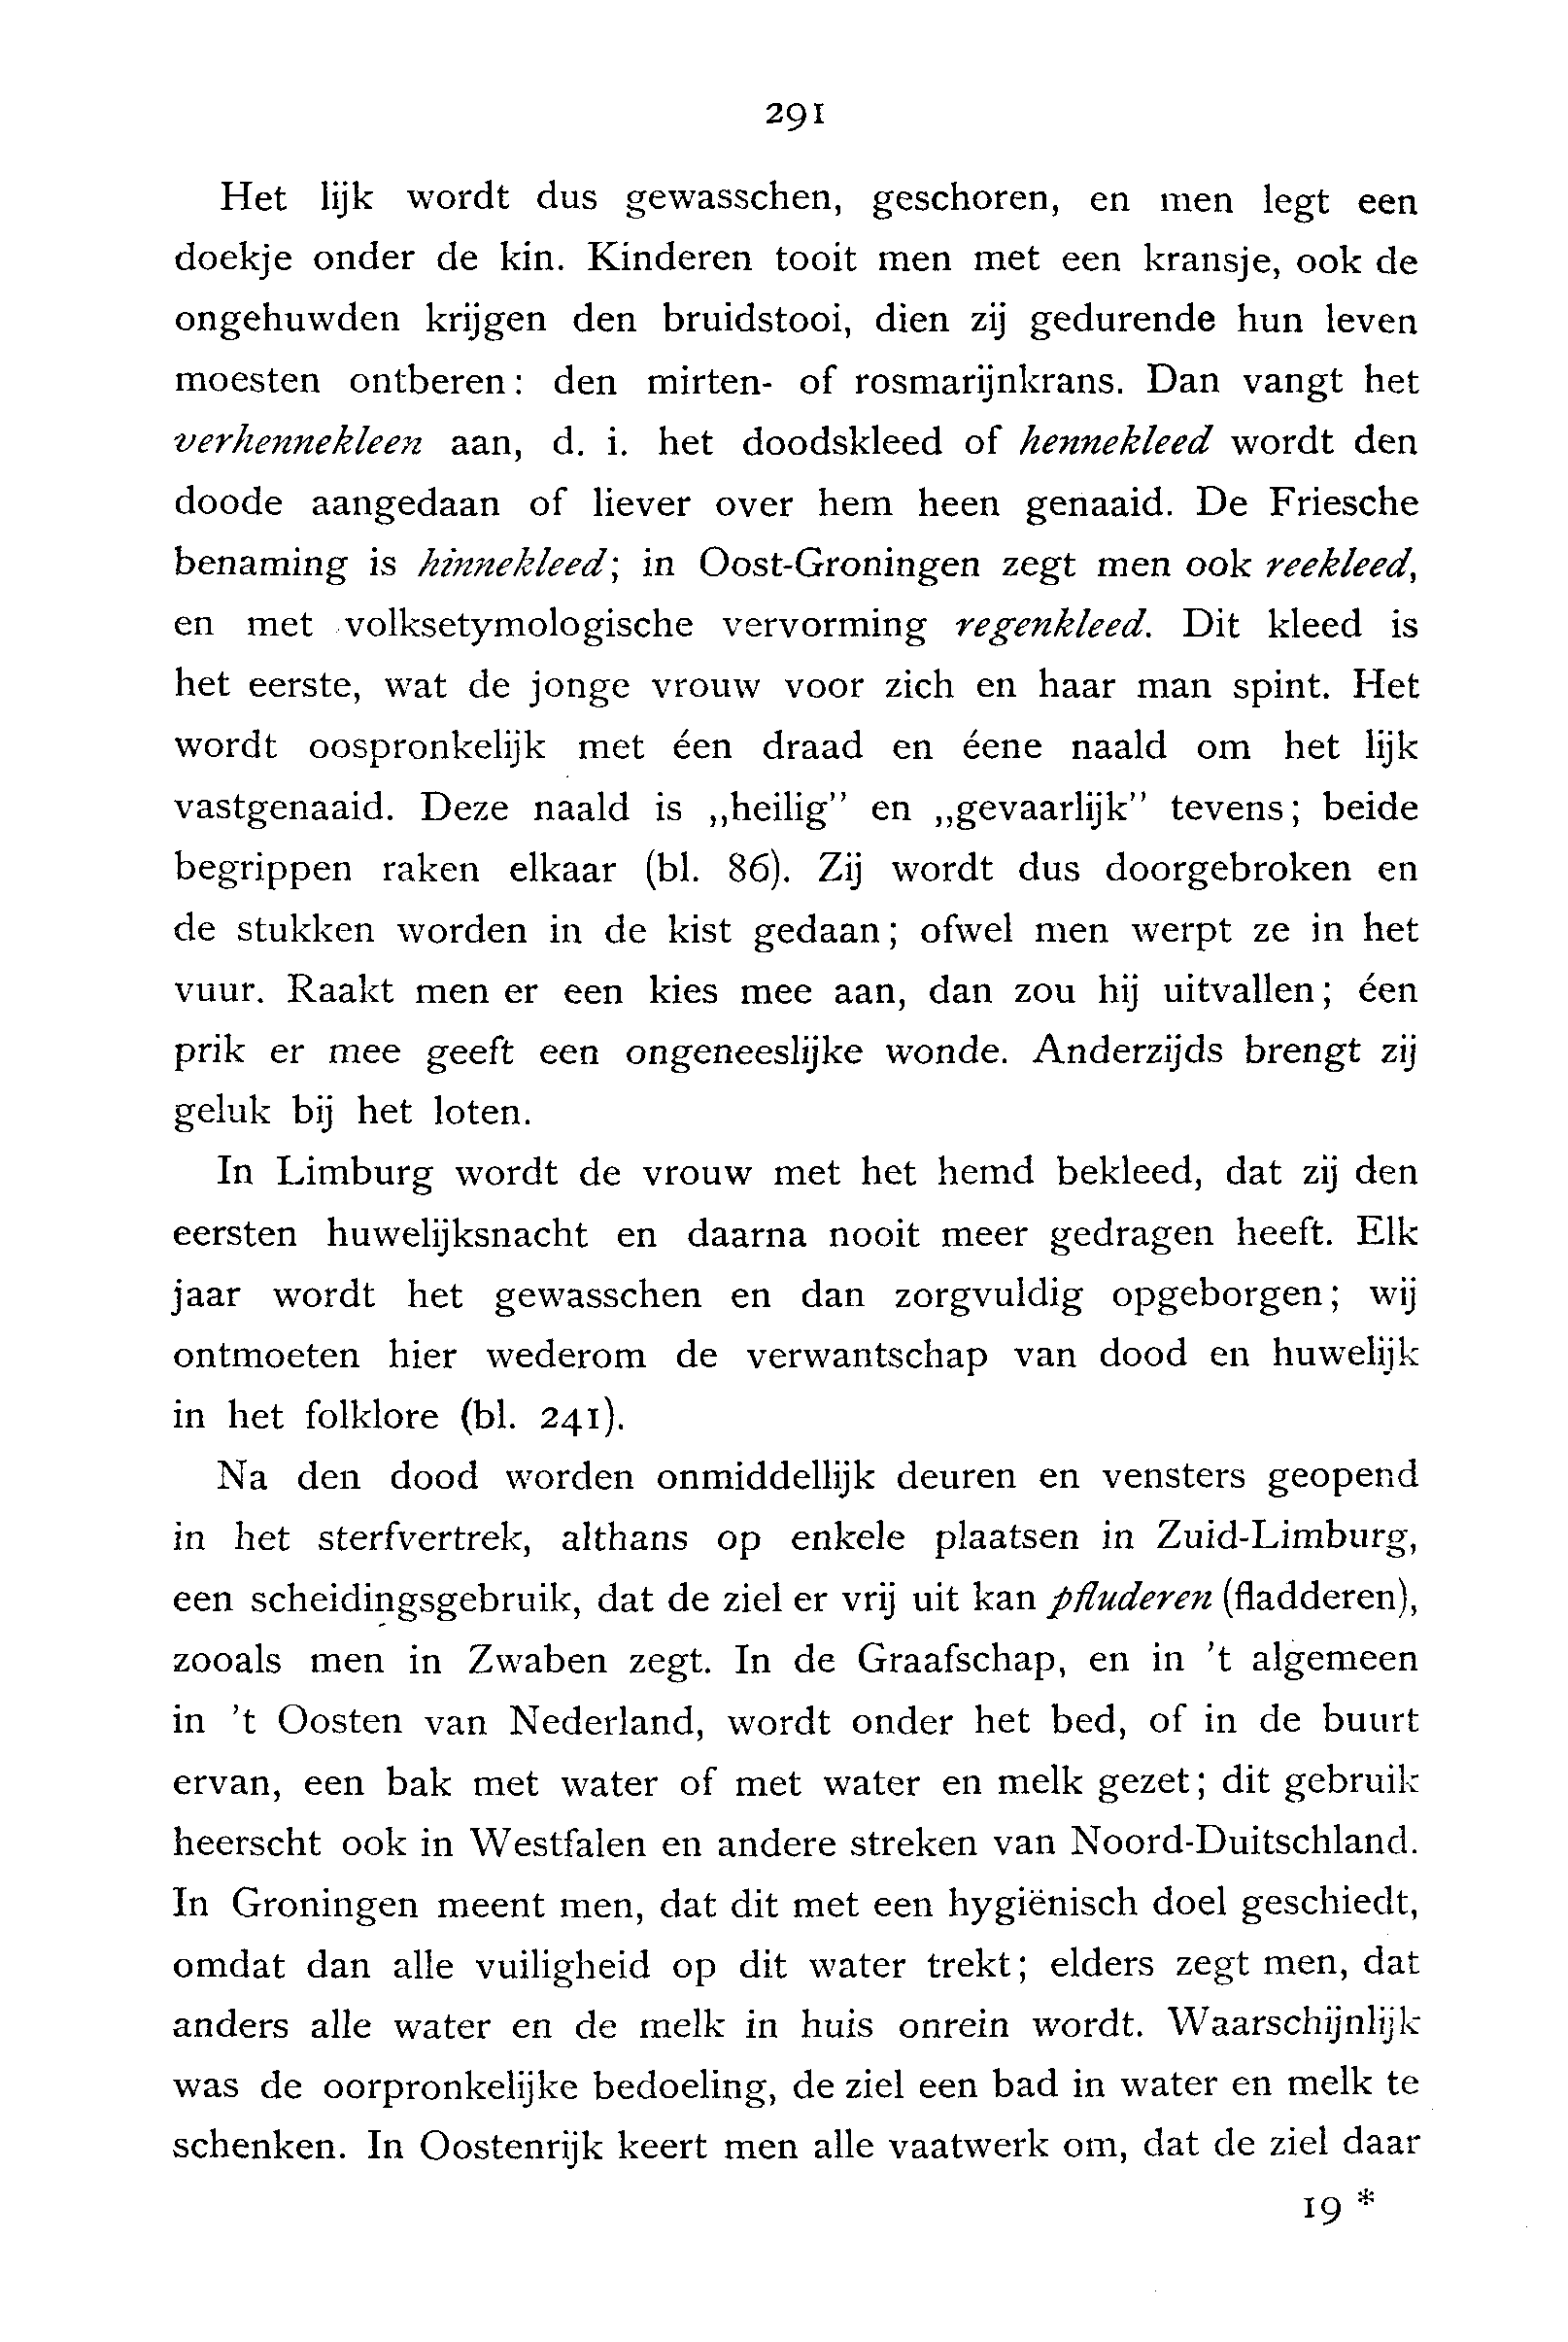 291
Het lijk wordt dus gewasschen, geschoren, en men legt een
doekje onder de kin. Kinderen tooit men met een kransje, ook de
ongehuwden krijgen den bruidstooi, dien zij gedurende hun leven
moesten ontberen: den mirten- of rosmarijnkrans. Dan vangt het
verhennekleen aan, d. i. het doodskleed of hennekleed wordt den
doode aangedaan of liever over hem heen genaaid. De Friesche
benaming is hinnekleed; in Oost-Groningen zegt men ook reekleed,
en met volksetymologische vervorming regenkleed. Dit kleed is
het eerste, wat de jonge vrouw voor zich en haar man spint. Het
wordt oospronkelijk met éen draad en éene naald om het lijk
vastgenaaid. Deze naald is „heilig” en „gevaarlijk” tevens; beide
begrippen raken elkaar (bl. 86). Zij wordt dus doorgebroken en
de stukken worden in de kist gedaan; ofwel men werpt ze in het
vuur. Raakt men er een kies mee aan, dan zou hij uitvallen; éen
prik er mee geeft een ongeneeslijke wonde. Anderzijds brengt zij
geluk bij het loten.
In Limburg wordt de vrouw met het hemd bekleed, dat zij den
eersten huwelijksnacht en daarna nooit meer gedragen heeft. Elk
jaar wordt het gewasschen en dan zorgvuldig opgeborgen; wij
ontmoeten hier wederom de verwantschap van dood en huwelijk
in het folklore (bl. 241).
Na den dood worden onmiddellijk deuren en vensters geopend
in het sterfvertrek, althans op enkele plaatsen in Zuid-Limburg,
een scheidingsgebruik, dat de ziel er vrij uit kan pfluderen (fladderen),
zooals men in Zwaben zegt. In de Graafschap, en in ’t algemeen
in ’t Oosten van Nederland, wordt onder het bed, of in de buurt
ervan, een bak met water of met water en melk gezet; dit gebruik
heerscht ook in Westfalen en andere streken van Noord-Duitschland.
In Groningen meent men, dat dit met een hygiënisch doel geschiedt,
omdat dan alle vuiligheid op dit water trekt; elders zegt men, dat
anders alle water en de melk in huis onrein wordt. Waarschijnlijk
was de oorpronkelijke bedoeling, de ziel een bad in water en melk te
schenken. In Oostenrijk keert men alle vaatwerk om, dat de ziel daar
19 *